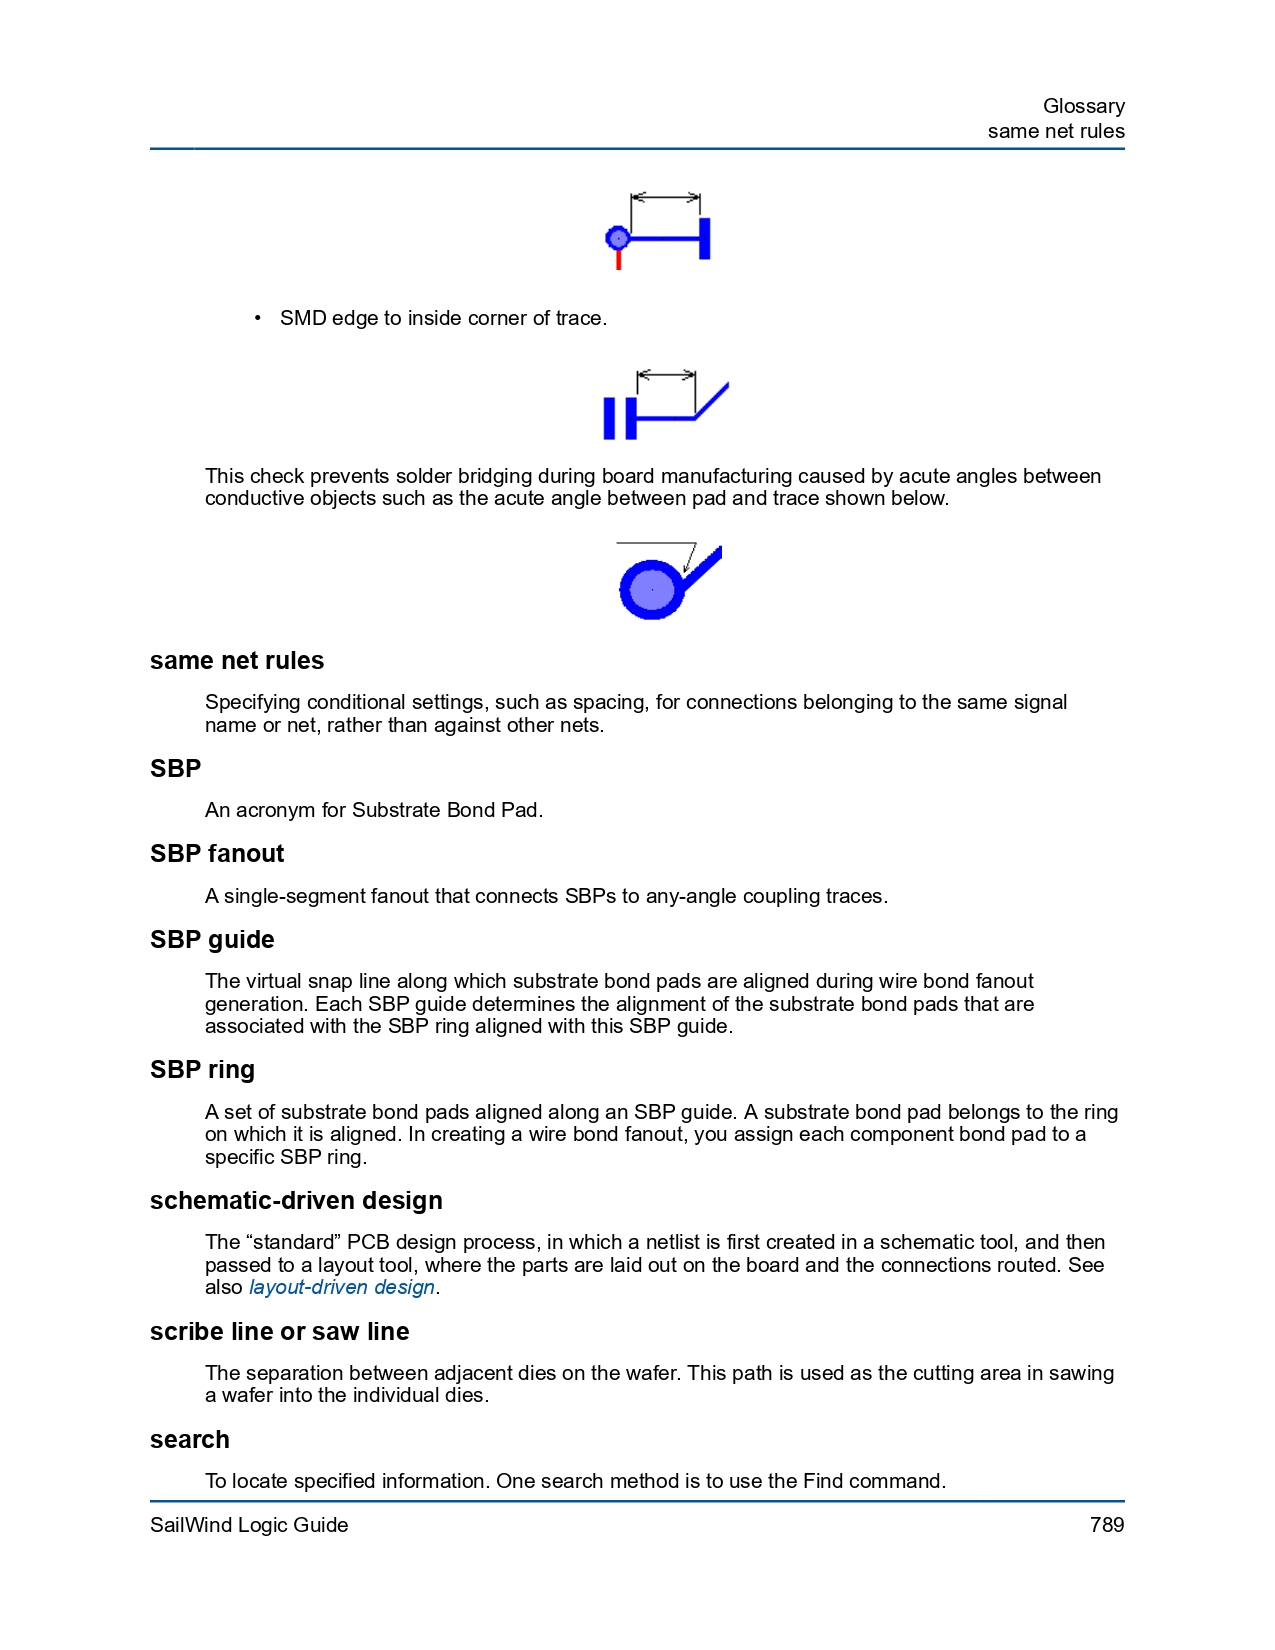 Glossary
same net rules
• SMD edge to inside corner of trace.
This check prevents solder bridging during board manufacturing caused by acute angles between
conductive objects such as the acute angle between pad and trace shown below.
same net rules
Specifying conditional settings, such as spacing, for connections belonging to the same signal
name or net, rather than against other nets.
SBP
An acronym for Substrate Bond Pad.
SBP fanout
A single-segment fanout that connects SBPs to any-angle coupling traces.
SBP guide
The virtual snap line along which substrate bond pads are aligned during wire bond fanout
generation. Each SBP guide determines the alignment of the substrate bond pads that are
associated with the SBP ring aligned with this SBP guide.
SBP ring
A set of substrate bond pads aligned along an SBP guide. A substrate bond pad belongs to the ring
on which it is aligned. In creating a wire bond fanout, you assign each component bond pad to a
specific SBP ring.
schematic-driven design
The “standard” PCB design process, in which a netlist is first created in a schematic tool, and then
passed to a layout tool, where the parts are laid out on the board and the connections routed. See
also layout-driven design.
scribe line or saw line
The separation between adjacent dies on the wafer. This path is used as the cutting area in sawing
a wafer into the individual dies.
search
To locate specified information. One search method is to use the Find command.
SailWind Logic Guide
789